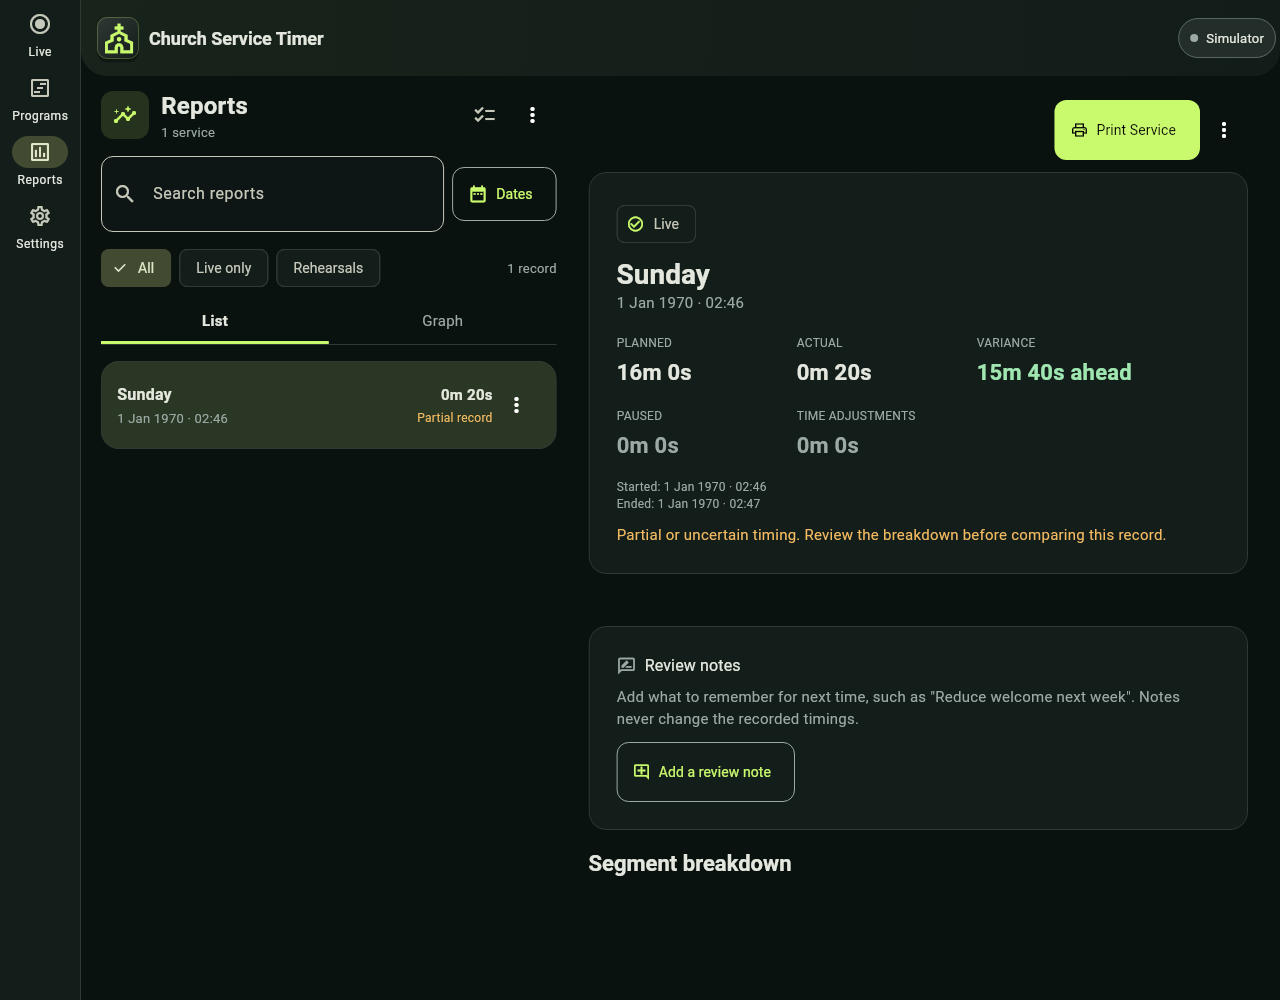 Live
Programs
Reports
Settings
Church Service Timer
Simulator
Reports
1 service
Search reports
Dates
All
Live only
Rehearsals
1 record
List
Graph
Sunday
1 Jan 1970 · 02:46
0m 20s
Partial record
Print Service
Live
Sunday
1 Jan 1970 · 02:46
PLANNED
16m 0s
ACTUAL
0m 20s
VARIANCE
15m 40s ahead
PAUSED
0m 0s
TIME ADJUSTMENTS
0m 0s
Started: 1 Jan 1970 · 02:46
Ended: 1 Jan 1970 · 02:47
Partial or uncertain timing. Review the breakdown before comparing this record.
Review notes
Add what to remember for next time, such as "Reduce welcome next week". Notes
never change the recorded timings.
Add a review note
Segment breakdown